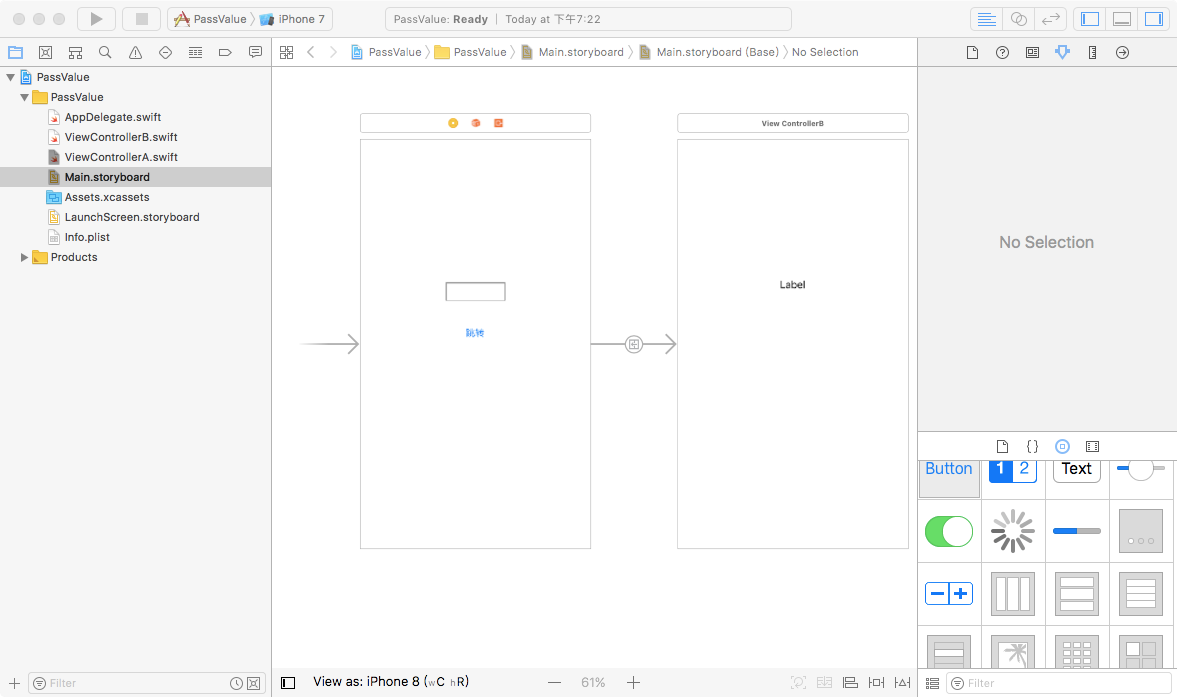 PassValue iPhone 7
PassValue: Ready | Today at 下午7:22
PassValue PassValue Main.storyboard Main.storyboard (Base) No Selection
PassValue
PassValue
AppDelegate.swift
ViewControllerB.swift
ViewControllerA.swift
Main.storyboard
Assets.xcassets
LaunchScreen.storyboard
Info.plist
Products
View ControllerB
Label
跳转
No Selection
{}
Button 1 2 Text
Filter
View as: iPhone 8 (wC hR)
61%
Filter